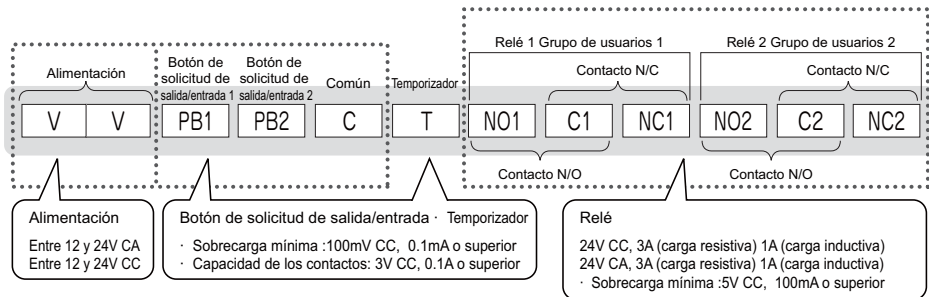 Relé 1 Grupo de usuarios 1 Relé 2 Grupo de usuarios 2
Alimentación
Botón de
solicitud de
salida/entrada 1
Botón de
solicitud de
salida/entrada 2
Común
Temporizador
Contacto N/C
Contacto N/C
V V PB1 PB2 C T NO1 C1 NC1 NO2 C2 NC2
Contacto N/O
Contacto N/O
Alimentación
Entre 12 y 24V CA
Entre 12 y 24V CC
Botón de solicitud de salida/entrada · Temporizador
· Sobrecarga mínima :100mV CC, 0.1mA o superior
· Capacidad de los contactos: 3V CC, 0.1A o superior
Relé
24V CC, 3A (carga resistiva) 1A (carga inductiva)
24V CA, 3A (carga resistiva) 1A (carga inductiva)
· Sobrecarga mínima :5V CC, 100mA o superior